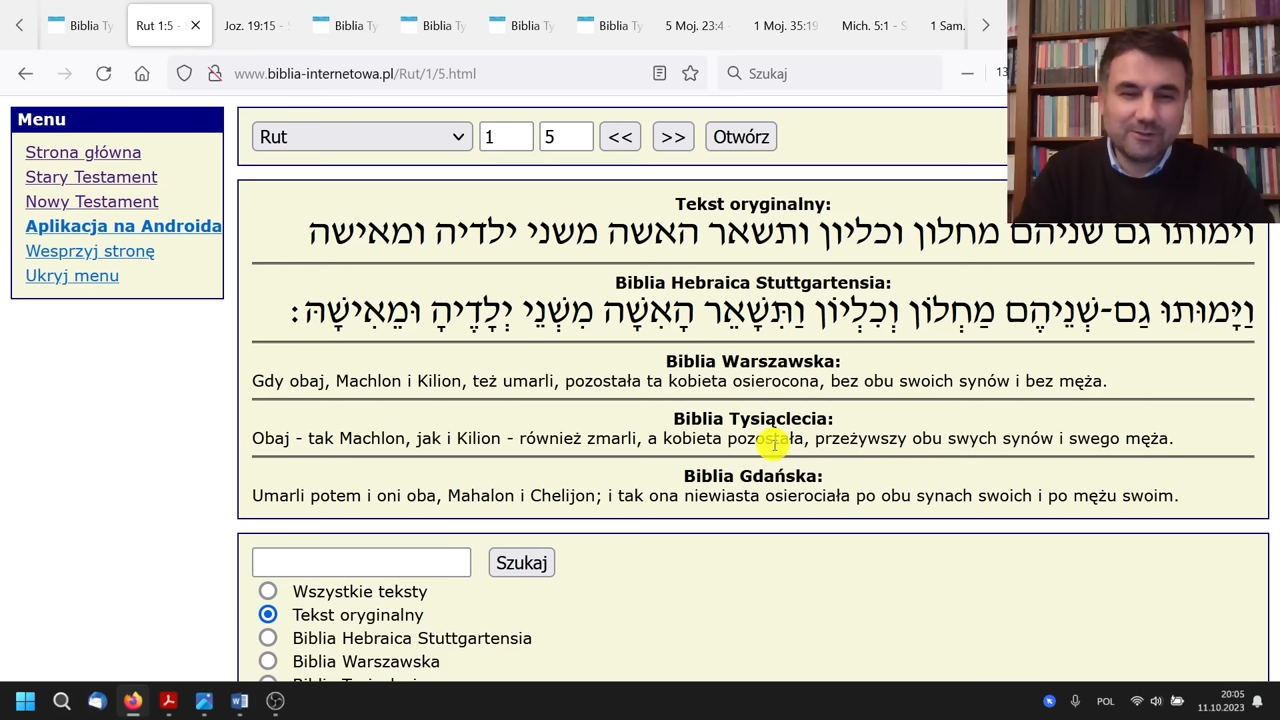 Biblia Ty
Rut 1:5 -
Joz. 19:15 -
Biblia Ty
Biblia Ty
Biblia Ty
Biblia Ty
5 Moj. 23:4
1 Moj. 35:19
Mich. 5:1 - S
1 Sam.
www.biblia-internetowa.pl/Rut/1/5.html
Szukaj
13
Menu
Strona główna
Stary Testament
Nowy Testament
Aplikacja na Androida
Wesprzyj stronę
Ukryj menu
Rut 1 5 << >> Otwórz
Tekst oryginalny:
וימותו גם שניהם מחלון וכליון ותשאר האשה משני ילדיה ומאישה
Biblia Hebraica Stuttgartensia:
וַיָּמוּתוּ גַם־שְׁנֵיהֶם מַחְלוֹן וְכִלְיוֹן וַתִּשָּׁאֵר הָאִשָּׁה מִשְּׁנֵי יְלָדֶיהָ וּמֵאִישָׁהּ׃
Biblia Warszawska:
Gdy obaj, Machlon i Kilion, też umarli, pozostała ta kobieta osierocona, bez obu swoich synów i bez męża.
Biblia Tysiąclecia:
Obaj - tak Machlon, jak i Kilion - również zmarli, a kobieta pozostała, przeżywszy obu swych synów i swego męża.
Biblia Gdańska:
Umarli potem i oni oba, Mahalon i Chelijon; i tak ona niewiasta osierociała po obu synach swoich i po mężu swoim.
Szukaj
Wszystkie teksty
Tekst oryginalny
Biblia Hebraica Stuttgartensia
Biblia Warszawska
POL
20:05
11.10.2023